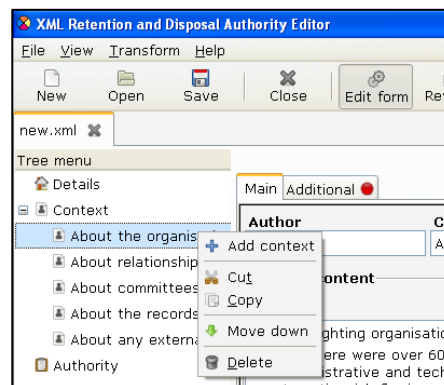 XML Retention and Disposal Authority Editor
File View Transform Help
New Open Save Close Edit form
new.xml
Tree menu
Details
Context
About the organis
About relationship
About committees
About the records
About any externa
Authority
Main Additional
Author
Add context
Cut
Copy
Move down
Delete
ontent
ghting organisatio
ere were over 60
istrative and tech